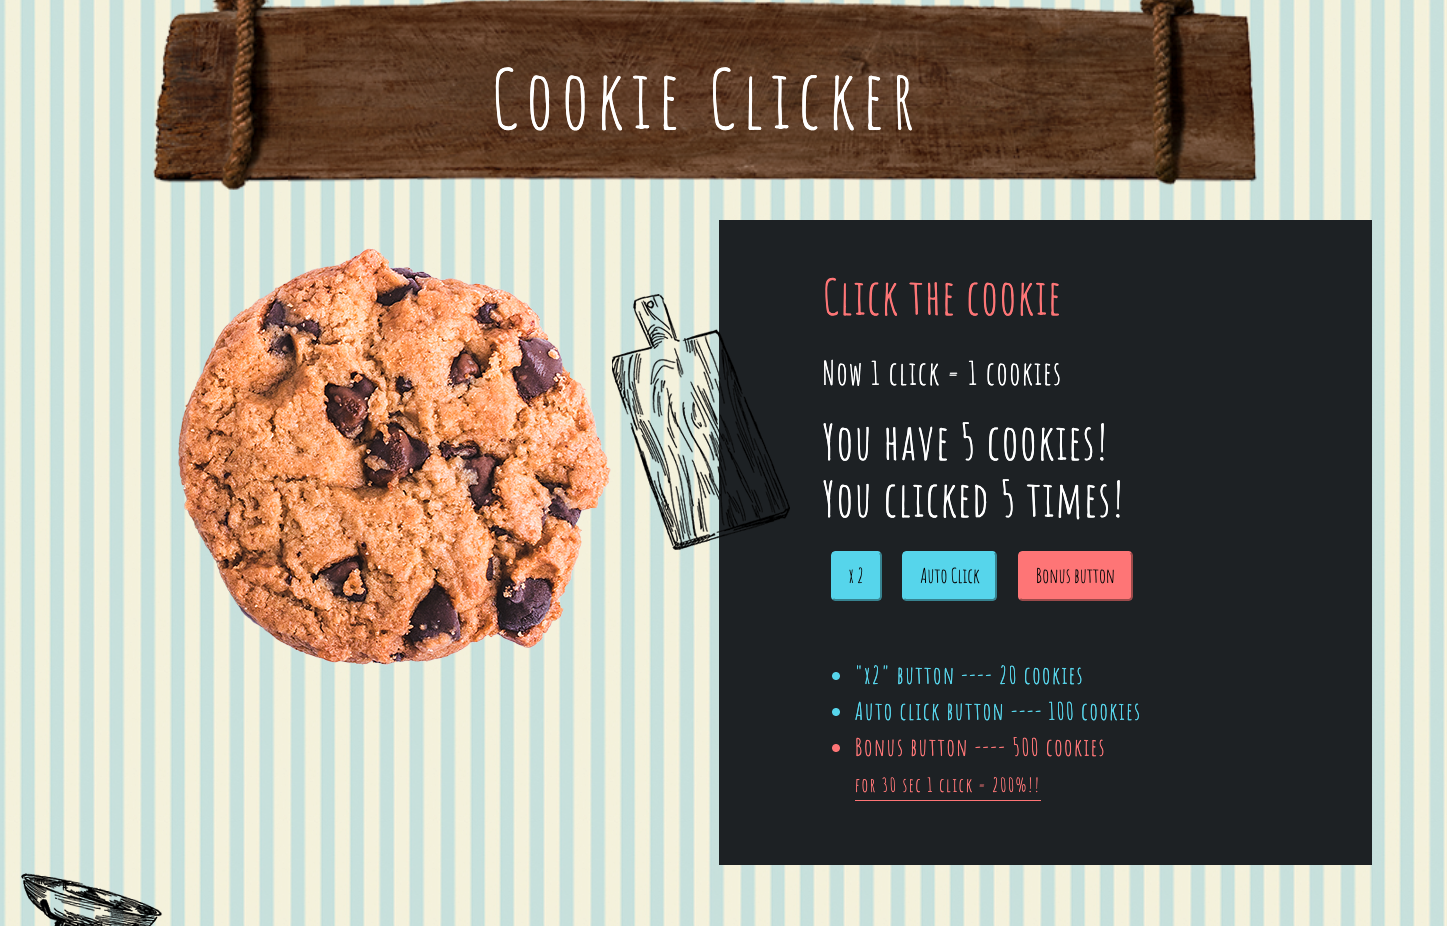 Cookie Clicker
Click the cookie
Now 1 click = 1 cookies
You have 5 cookies!
You clicked 5 times!
x 2
Auto Click
Bonus button
"x2" button ---- 20 cookies
Auto click button ---- 100 cookies
Bonus button ---- 500 cookies
for 30 sec 1 click = 200%!!